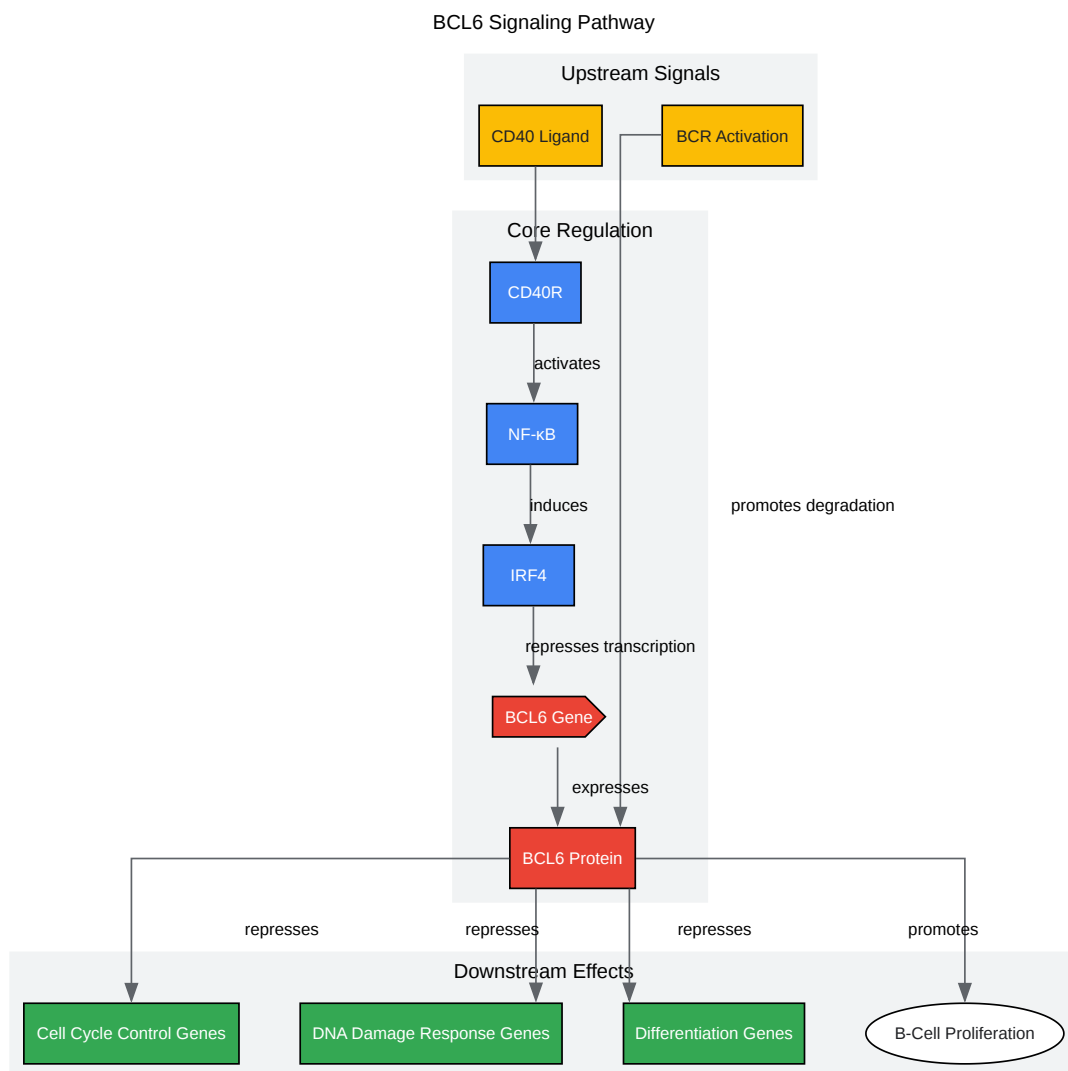 BCL6 Signaling Pathway
Upstream Signals
CD40 Ligand
BCR Activation
Core Regulation
CD40R
activates
NF-κB
induces
promotes degradation
IRF4
represses transcription
BCL6 Gene
expresses
BCL6 Protein
represses
represses
represses
promotes
Downstream Effects
Cell Cycle Control Genes
DNA Damage Response Genes
Differentiation Genes
B-Cell Proliferation